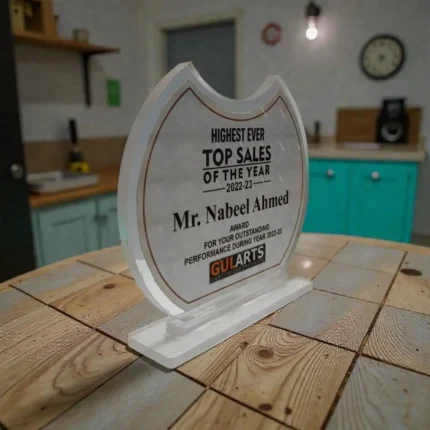 HIGHEST EVER
TOP SALES
OF THE YEAR
2022-23
Mr. Nabeel Ahmed
AWARD
FOR YOUR OUTSTANDING
PERFORMANCE DURING YEAR 2022-23
GULARTS